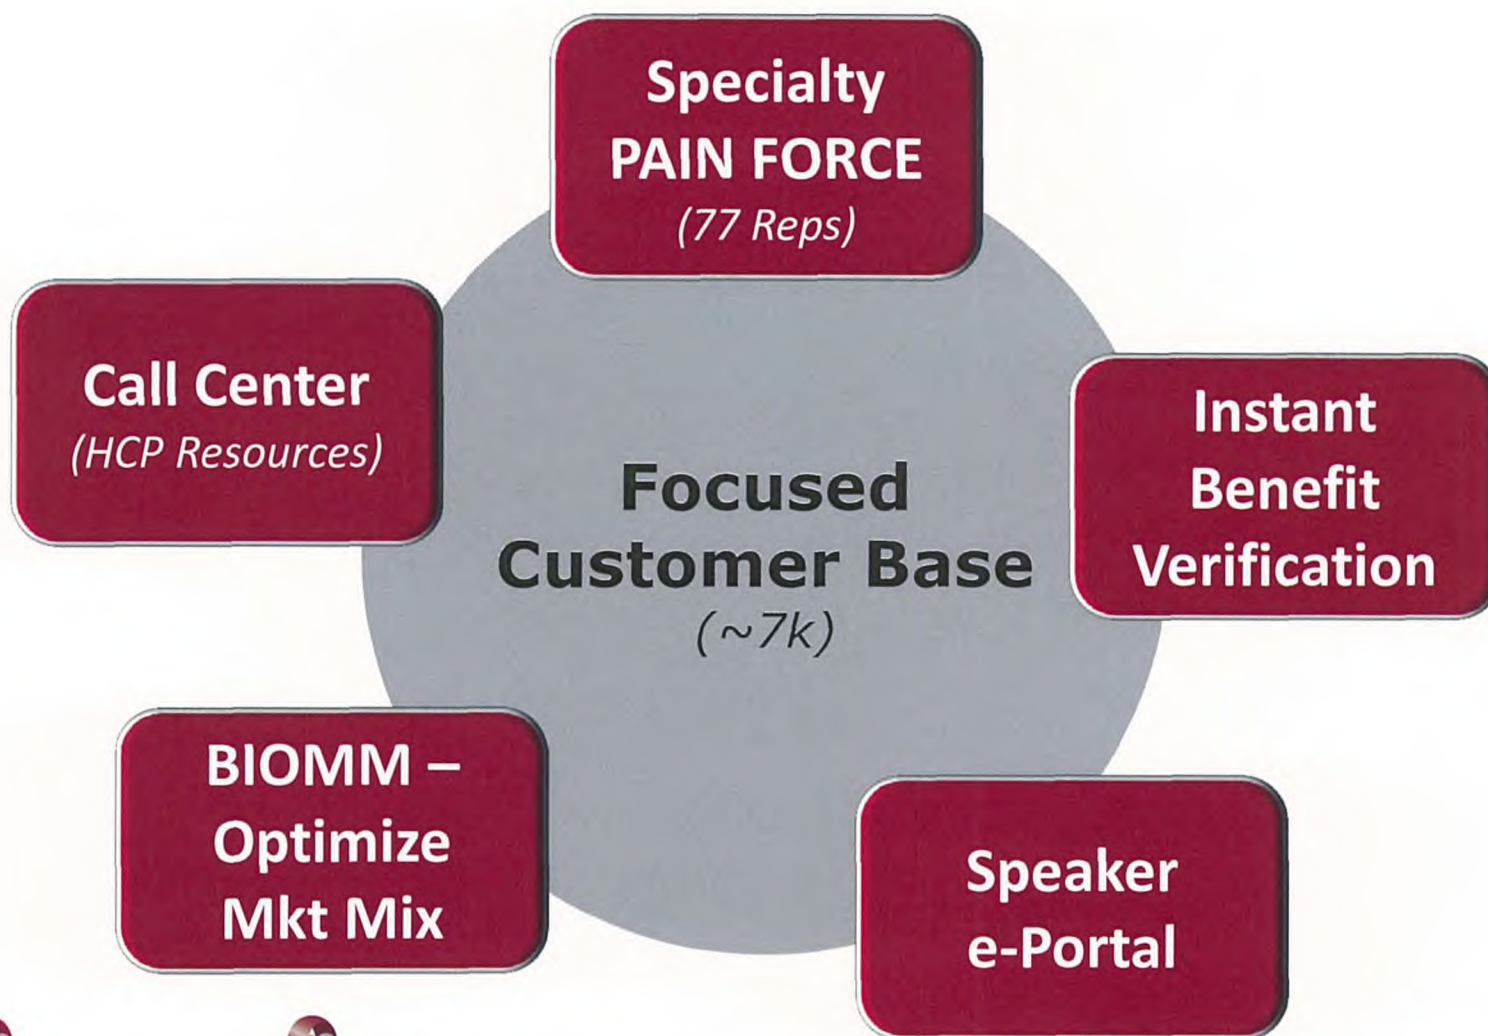 Specialty
PAIN FORCE
(77 Reps)
Call Center
(HCP Resources)
Instant
Benefit
Verification
Focused
Customer Base
(~7k)
BIOMM –
Optimize
Mkt Mix
Speaker
e-Portal